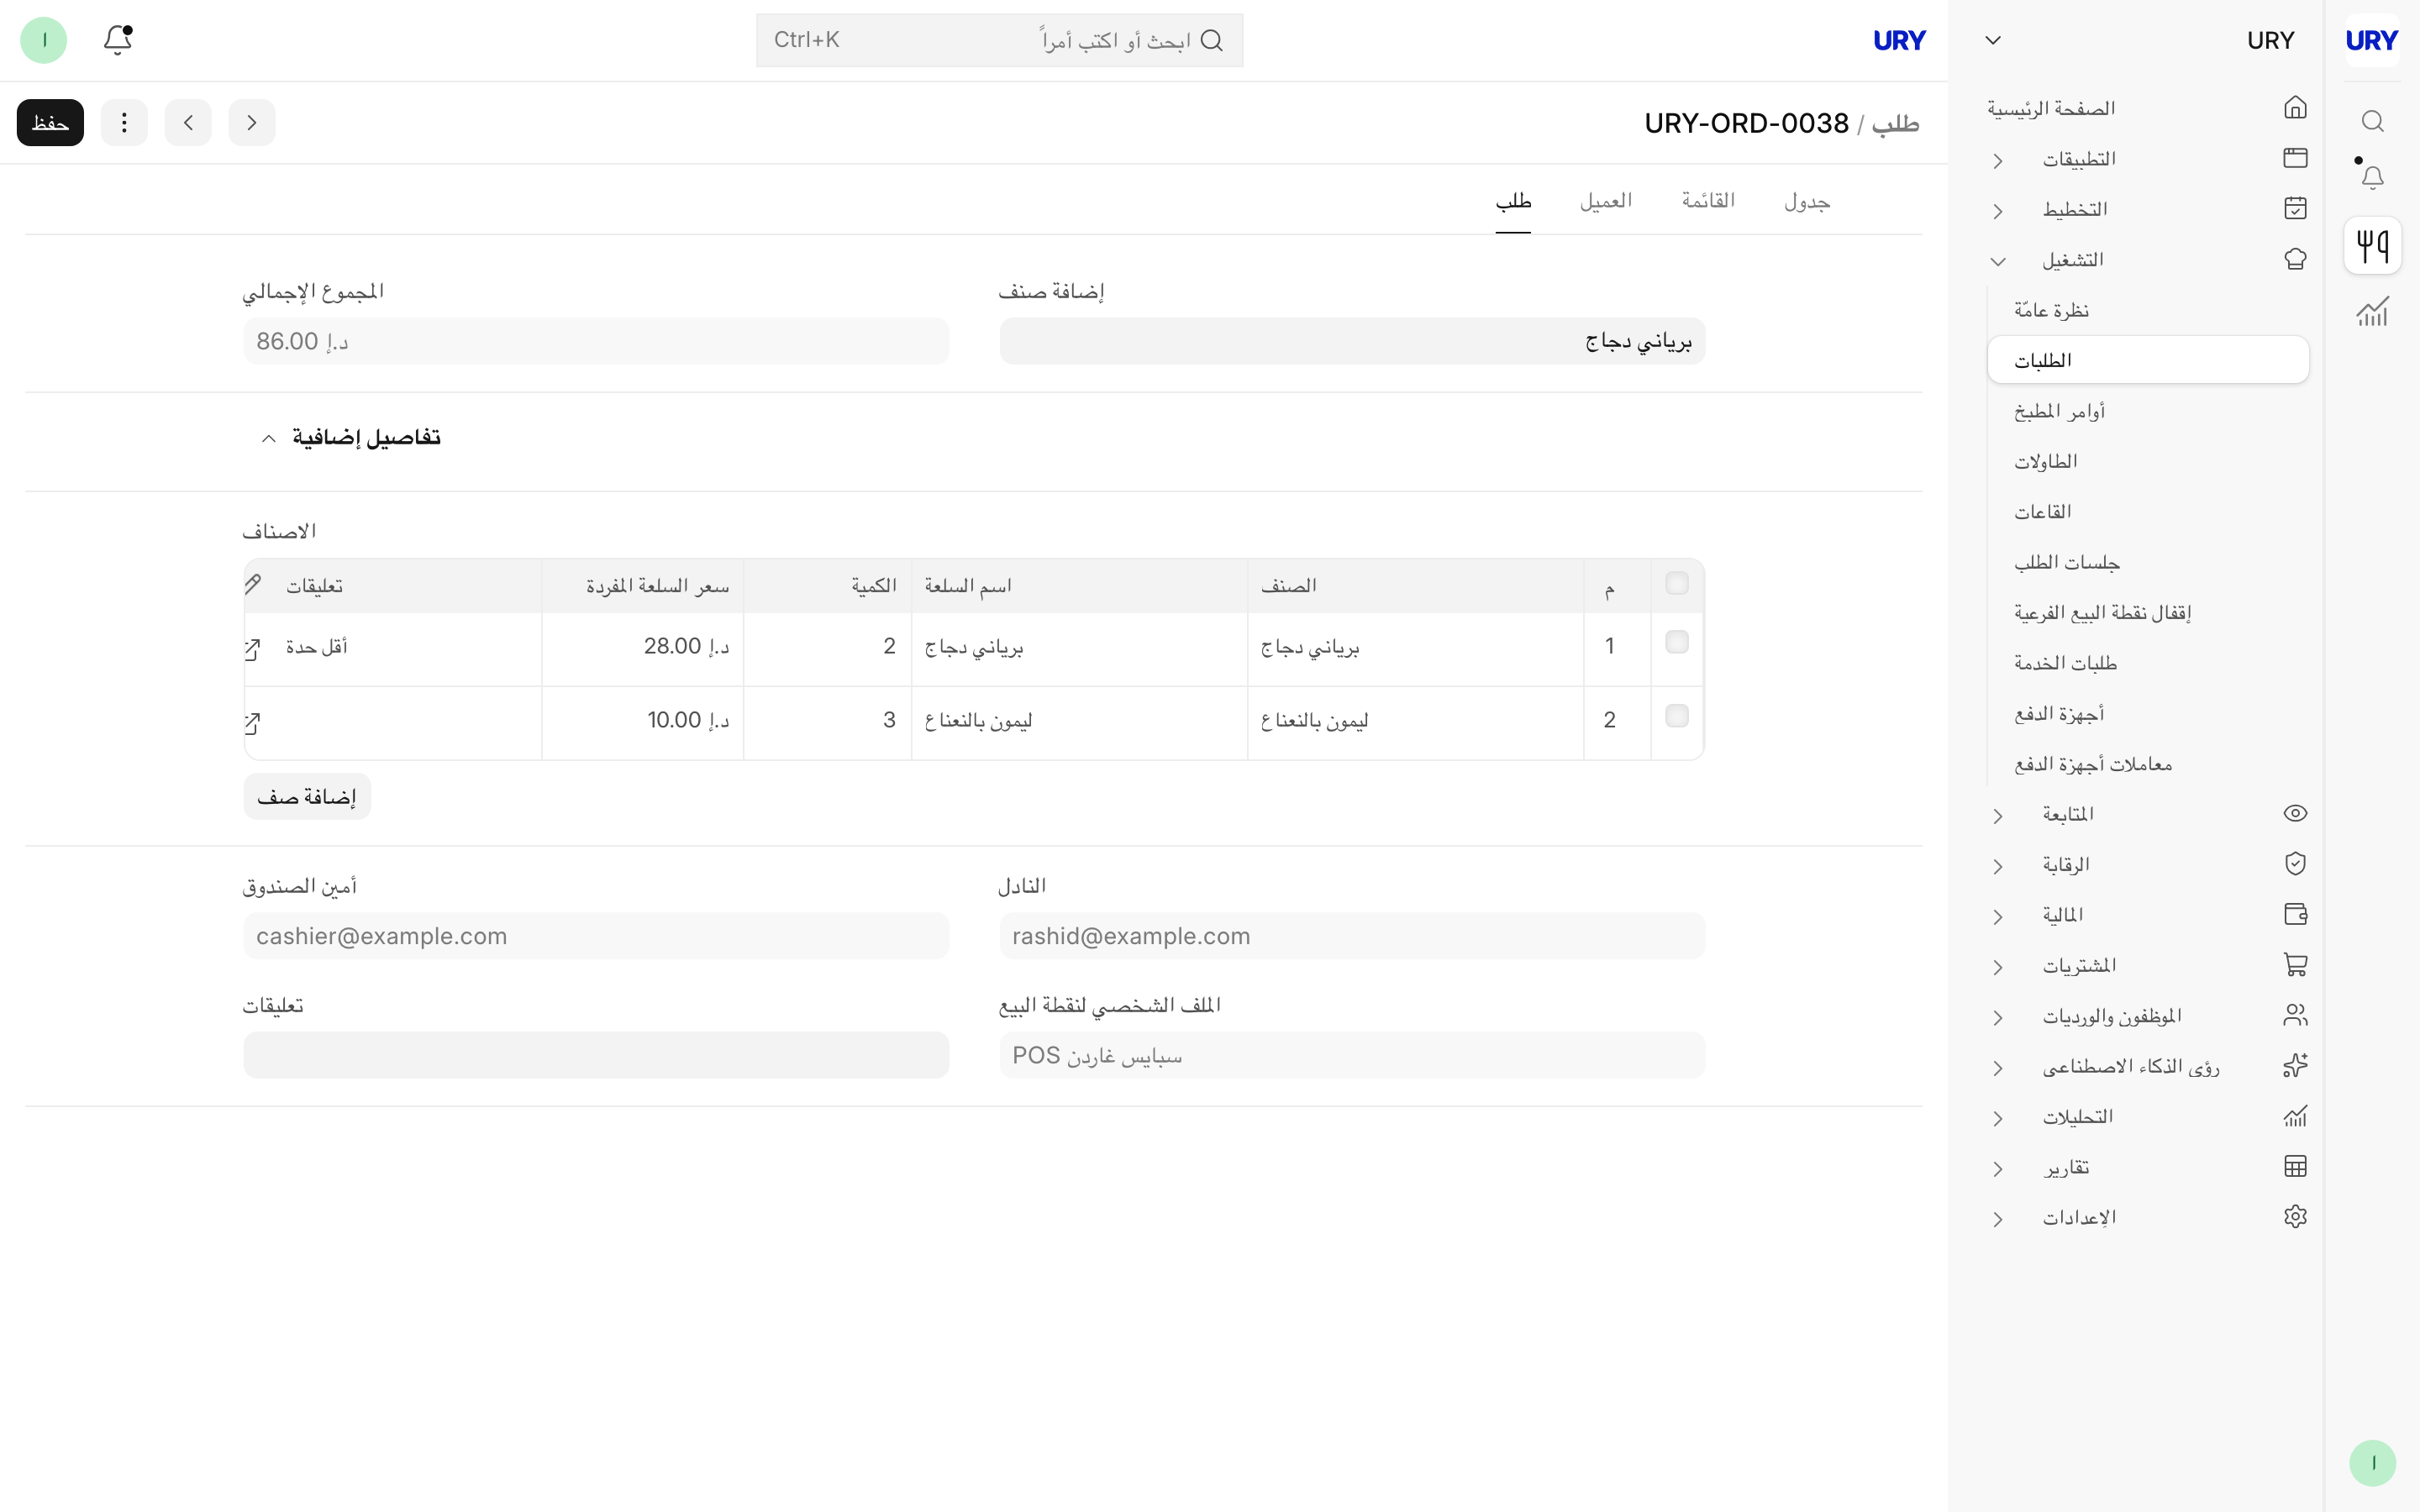 URY
URY
URY
ابحث أو اكتب أمراً
Ctrl+K
ا
طلب / URY-ORD-0038
حفظ
الصفحة الرئيسية
التطبيقات
التخطيط
التشغيل
نظرة عامّة
الطلبات
أوامر المطبخ
الطاولات
القاعات
جلسات الطلب
إقفال نقطة البيع الفرعية
طلبات الخدمة
أجهزة الدفع
معاملات أجهزة الدفع
المتابعة
الرقابة
المالية
المشتريات
الموظفون والورديات
رؤى الذكاء الاصطناعي
التحليلات
تقارير
الإعدادات
ا
جدول
القائمة
العميل
طلب
إضافة صنف
برياني دجاج
المجموع الإجمالي
د.إ 86.00
تفاصيل إضافية
الاصناف
م الصنف اسم السلعة الكمية سعر السلعة المفردة تعليقات
1 برياني دجاج برياني دجاج 2 د.إ 28.00 أقل حدة
2 ليمون بالنعناع ليمون بالنعناع 3 د.إ 10.00
إضافة صف
النادل
rashid@example.com
أمين الصندوق
cashier@example.com
الملف الشخصي لنقطة البيع
سبايس غاردن POS
تعليقات